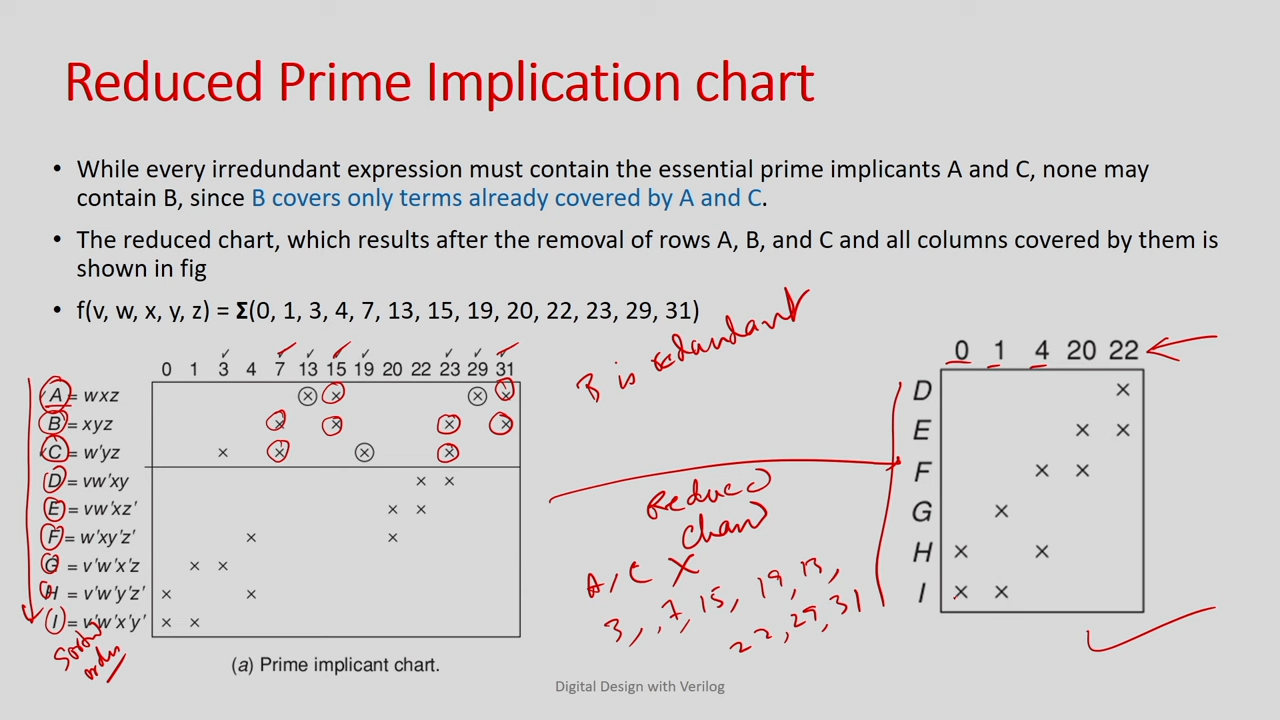 Reduced Prime Implication chart
• While every irredundant expression must contain the essential prime implicants A and C, none may
contain B, since B covers only terms already covered by A and C.
• The reduced chart, which results after the removal of rows A, B, and C and all columns covered by them is
shown in fig
• f(v, w, x, y, z) = Σ(0, 1, 3, 4, 7, 13, 15, 19, 20, 22, 23, 29, 31)
0 1 3 4 7 13 15 19 20 22 23 29 31
A = wxz
B = xyz
C = w'yz
D = vw'xy
E = vw'xz'
F = w'xy'z'
G = v'w'x'z
H = v'w'y'z'
I = v'w'x'y'
(a) Prime implicant chart.
B is redundant
Reduced
Chart
A, C X
3, , 7, 15, 19, 13,
22, 29, 31
0 1 4 20 22
D ×
E × ×
F × ×
G ×
H × ×
I × ×
Sorted
order
Digital Design with Verilog